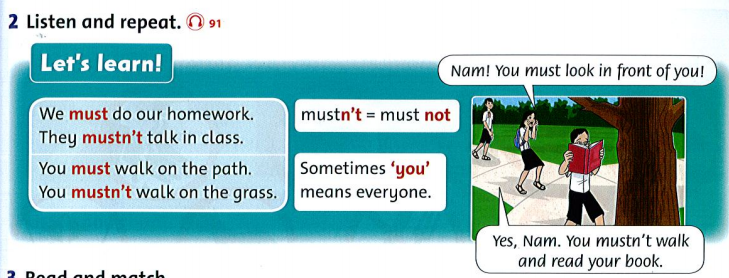 2 Listen and repeat. 91
Let's learn!
We must do our homework.
They mustn't talk in class.
You must walk on the path.
You mustn't walk on the grass.
mustn't = must not
Sometimes ‘you’
means everyone.
Nam! You must look in front of you!
Yes, Nam. You mustn't walk
and read your book.
3 Read and match.